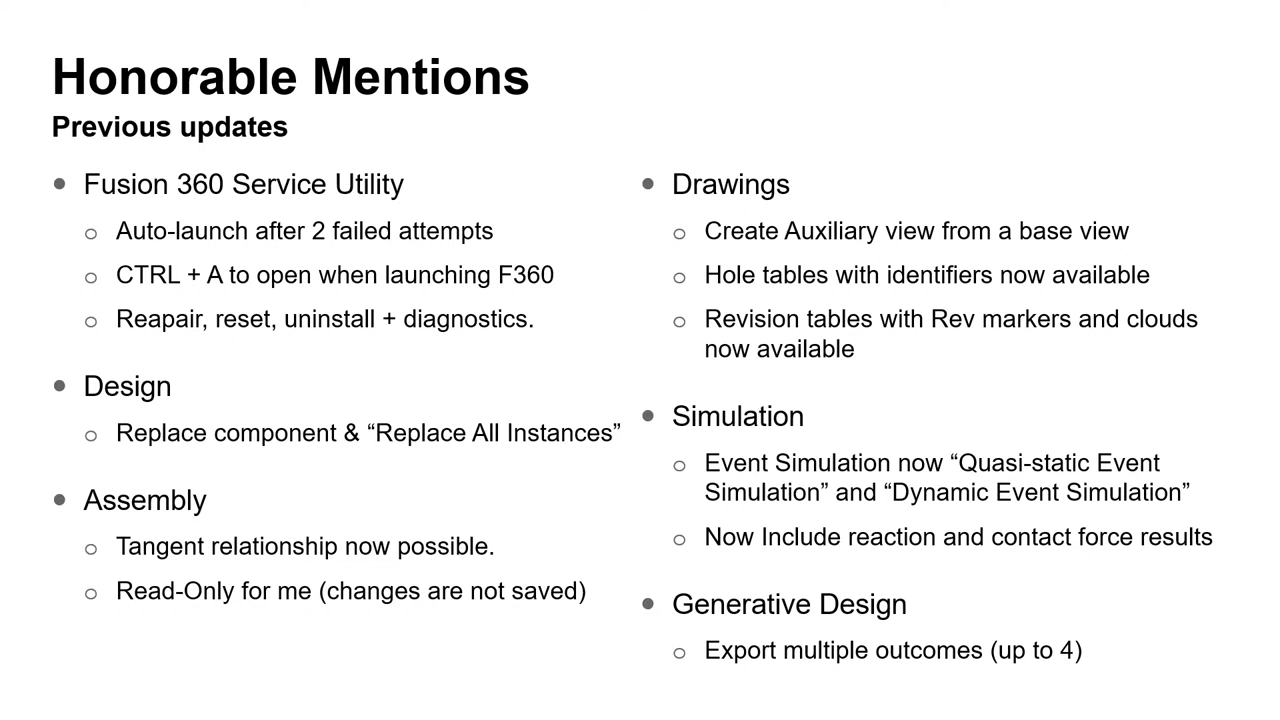 Honorable Mentions
Previous updates
Fusion 360 Service Utility
Auto-launch after 2 failed attempts
CTRL + A to open when launching F360
Reapair, reset, uninstall + diagnostics.
Design
Replace component & “Replace All Instances”
Assembly
Tangent relationship now possible.
Read-Only for me (changes are not saved)
Drawings
Create Auxiliary view from a base view
Hole tables with identifiers now available
Revision tables with Rev markers and clouds
now available
Simulation
Event Simulation now “Quasi-static Event
Simulation” and “Dynamic Event Simulation”
Now Include reaction and contact force results
Generative Design
Export multiple outcomes (up to 4)